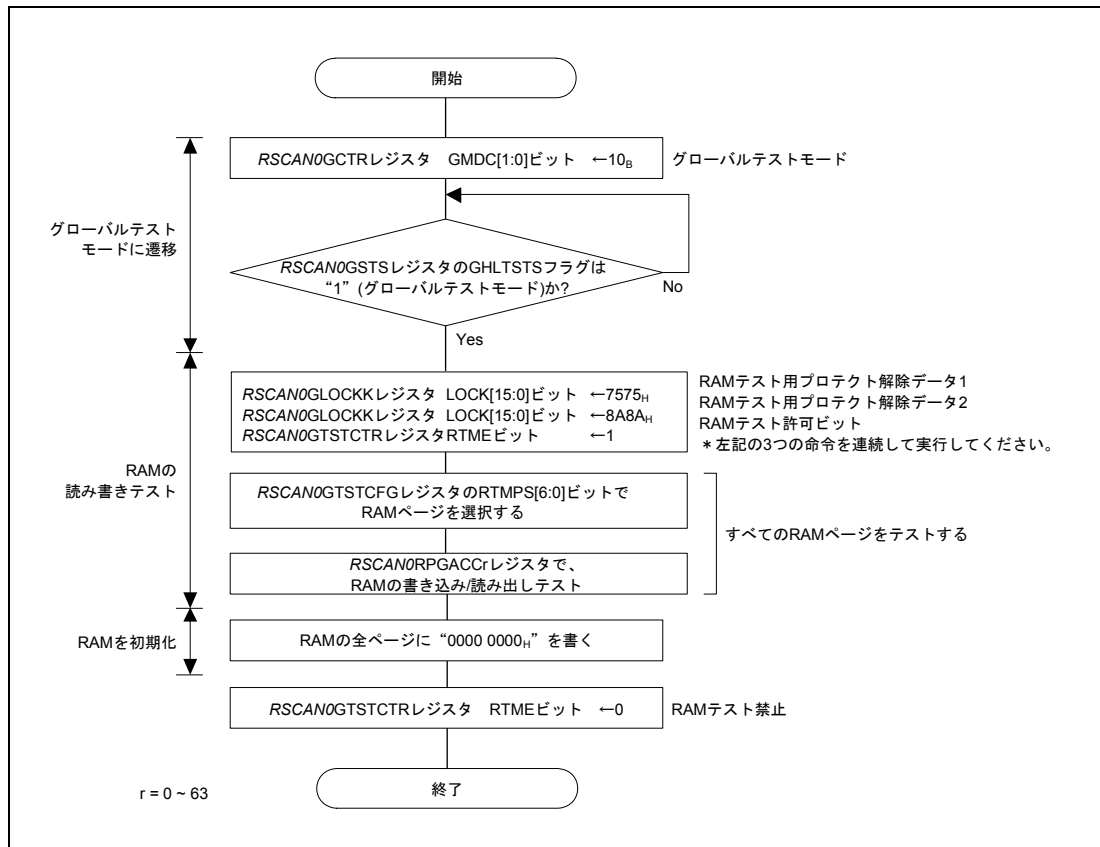 開始
RSCAN0GCTRレジスタ GMDC[1:0]ビット ←10B
グローバルテストモード
グローバルテスト
モードに遷移
RSCAN0GSTSレジスタのGHLTSTSフラグは
“1”(グローバルテストモード)か?
No
Yes
RSCAN0GLOCKKレジスタ LOCK[15:0]ビット ←7575H
RSCAN0GLOCKKレジスタ LOCK[15:0]ビット ←8A8AH
RSCAN0GTSTCTRレジスタRTMEビット ←1
RAMテスト用プロテクト解除データ1
RAMテスト用プロテクト解除データ2
RAMテスト許可ビット
*左記の3つの命令を連続して実行してください。
RAMの
読み書きテスト
RSCAN0GTSTCFGレジスタのRTMPS[6:0]ビットで
RAMページを選択する
すべてのRAMページをテストする
RSCAN0RPGACCrレジスタで、
RAMの書き込み/読み出しテスト
RAMを初期化
RAMの全ページに“0000 0000H”を書く
RSCAN0GTSTCTRレジスタ RTMEビット ←0
RAMテスト禁止
終了
r = 0 ~ 63